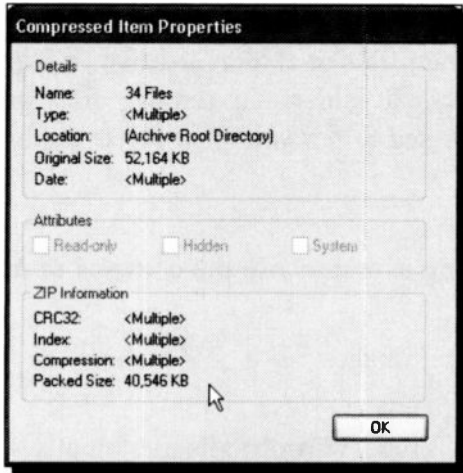 Compressed Item Properties
Details
Name: 34 Files
Type: <Multiple>
Location: (Archive Root Directory)
Original Size: 52,164 KB
Date: <Multiple>
Attributes
Read-only Hidden System
ZIP Information
CRC32: <Multiple>
Index: <Multiple>
Compression: <Multiple>
Packed Size: 40,546 KB
OK